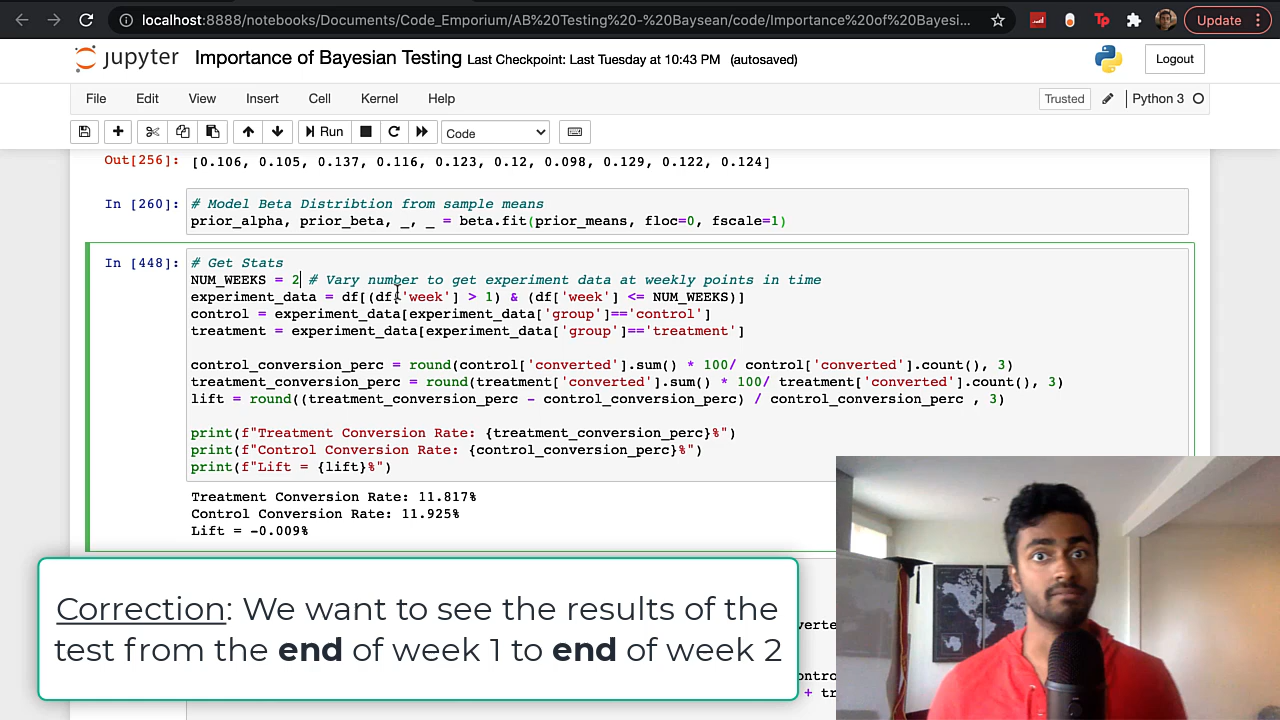 localhost:8888/notebooks/Documents/Code_Emporium/AB%20Testing%20-%20Baysean/code/Importance%20of%20Bayesi...
Tp
Update
jupyter Importance of Bayesian Testing Last Checkpoint: Last Tuesday at 10:43 PM (autosaved)
Logout
File Edit View Insert Cell Kernel Help
Trusted
Python 3
Run
Code
Out[256]: [0.106, 0.105, 0.137, 0.116, 0.123, 0.12, 0.098, 0.129, 0.122, 0.124]
In [260]: # Model Beta Distribtion from sample means
prior_alpha, prior_beta, _, _ = beta.fit(prior_means, floc=0, fscale=1)
In [448]: # Get Stats
NUM_WEEKS = 2 # Vary number to get experiment data at weekly points in time
experiment_data = df[(df['week'] > 1) & (df['week'] <= NUM_WEEKS)]
control = experiment_data[experiment_data['group']=='control']
treatment = experiment_data[experiment_data['group']=='treatment']
control_conversion_perc = round(control['converted'].sum() * 100/ control['converted'].count(), 3)
treatment_conversion_perc = round(treatment['converted'].sum() * 100/ treatment['converted'].count(), 3)
lift = round((treatment_conversion_perc - control_conversion_perc) / control_conversion_perc , 3)
print(f"Treatment Conversion Rate: {treatment_conversion_perc}%")
print(f"Control Conversion Rate: {control_conversion_perc}%")
print(f"Lift = {lift}%")
Treatment Conversion Rate: 11.817%
Control Conversion Rate: 11.925%
Lift = -0.009%
Correction: We want to see the results of the
test from the end of week 1 to end of week 2